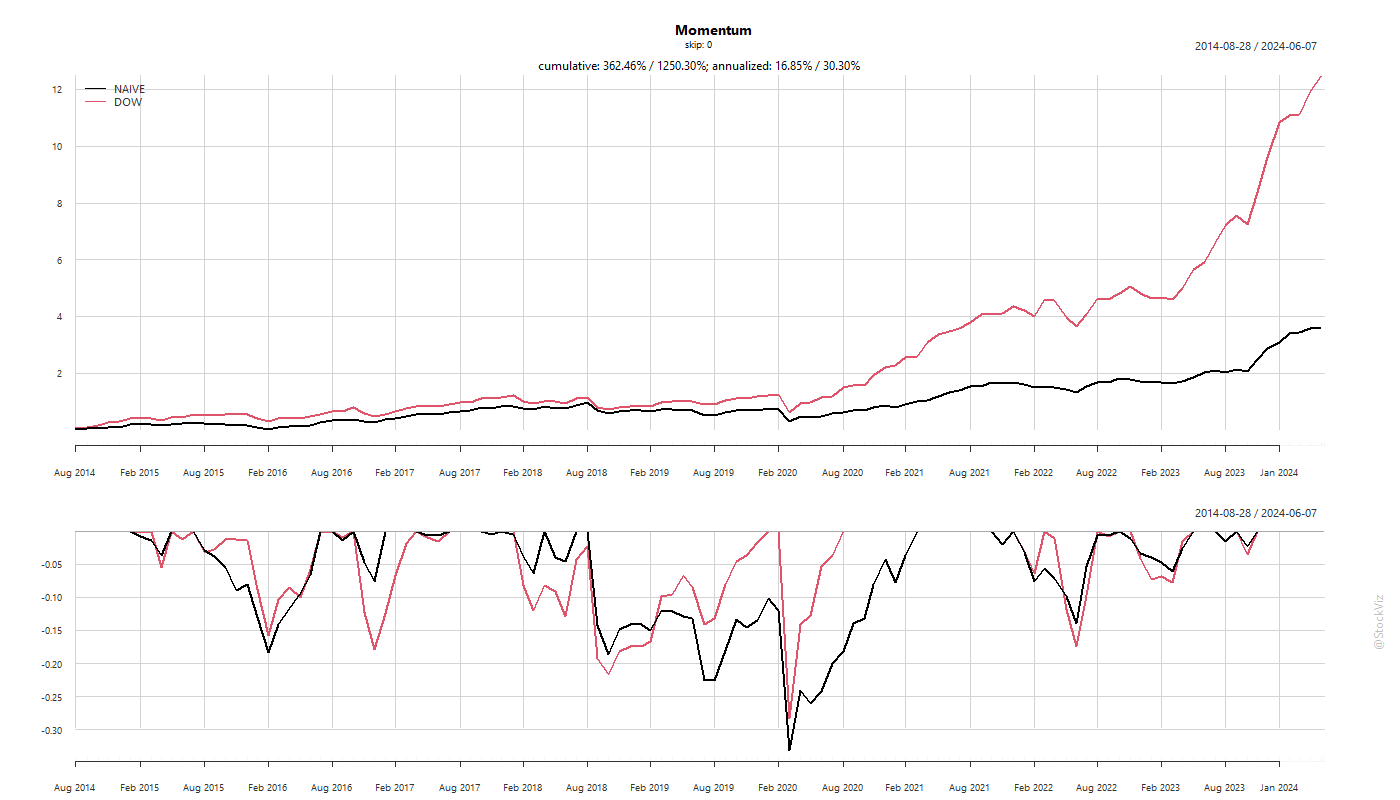 Momentum
skip: 0
2014-08-28 / 2024-06-07
cumulative: 362.46% / 1250.30%; annualized: 16.85% / 30.30%
NAIVE
DOW
12
10
8
6
4
2
Aug 2014 Feb 2015 Aug 2015 Feb 2016 Aug 2016 Feb 2017 Aug 2017 Feb 2018 Aug 2018 Feb 2019 Aug 2019 Feb 2020 Aug 2020 Feb 2021 Aug 2021 Feb 2022 Aug 2022 Feb 2023 Aug 2023 Jan 2024
2014-08-28 / 2024-06-07
-0.05
-0.10
-0.15
-0.20
-0.25
-0.30
Aug 2014 Feb 2015 Aug 2015 Feb 2016 Aug 2016 Feb 2017 Aug 2017 Feb 2018 Aug 2018 Feb 2019 Aug 2019 Feb 2020 Aug 2020 Feb 2021 Aug 2021 Feb 2022 Aug 2022 Feb 2023 Aug 2023 Jan 2024
@StockViz